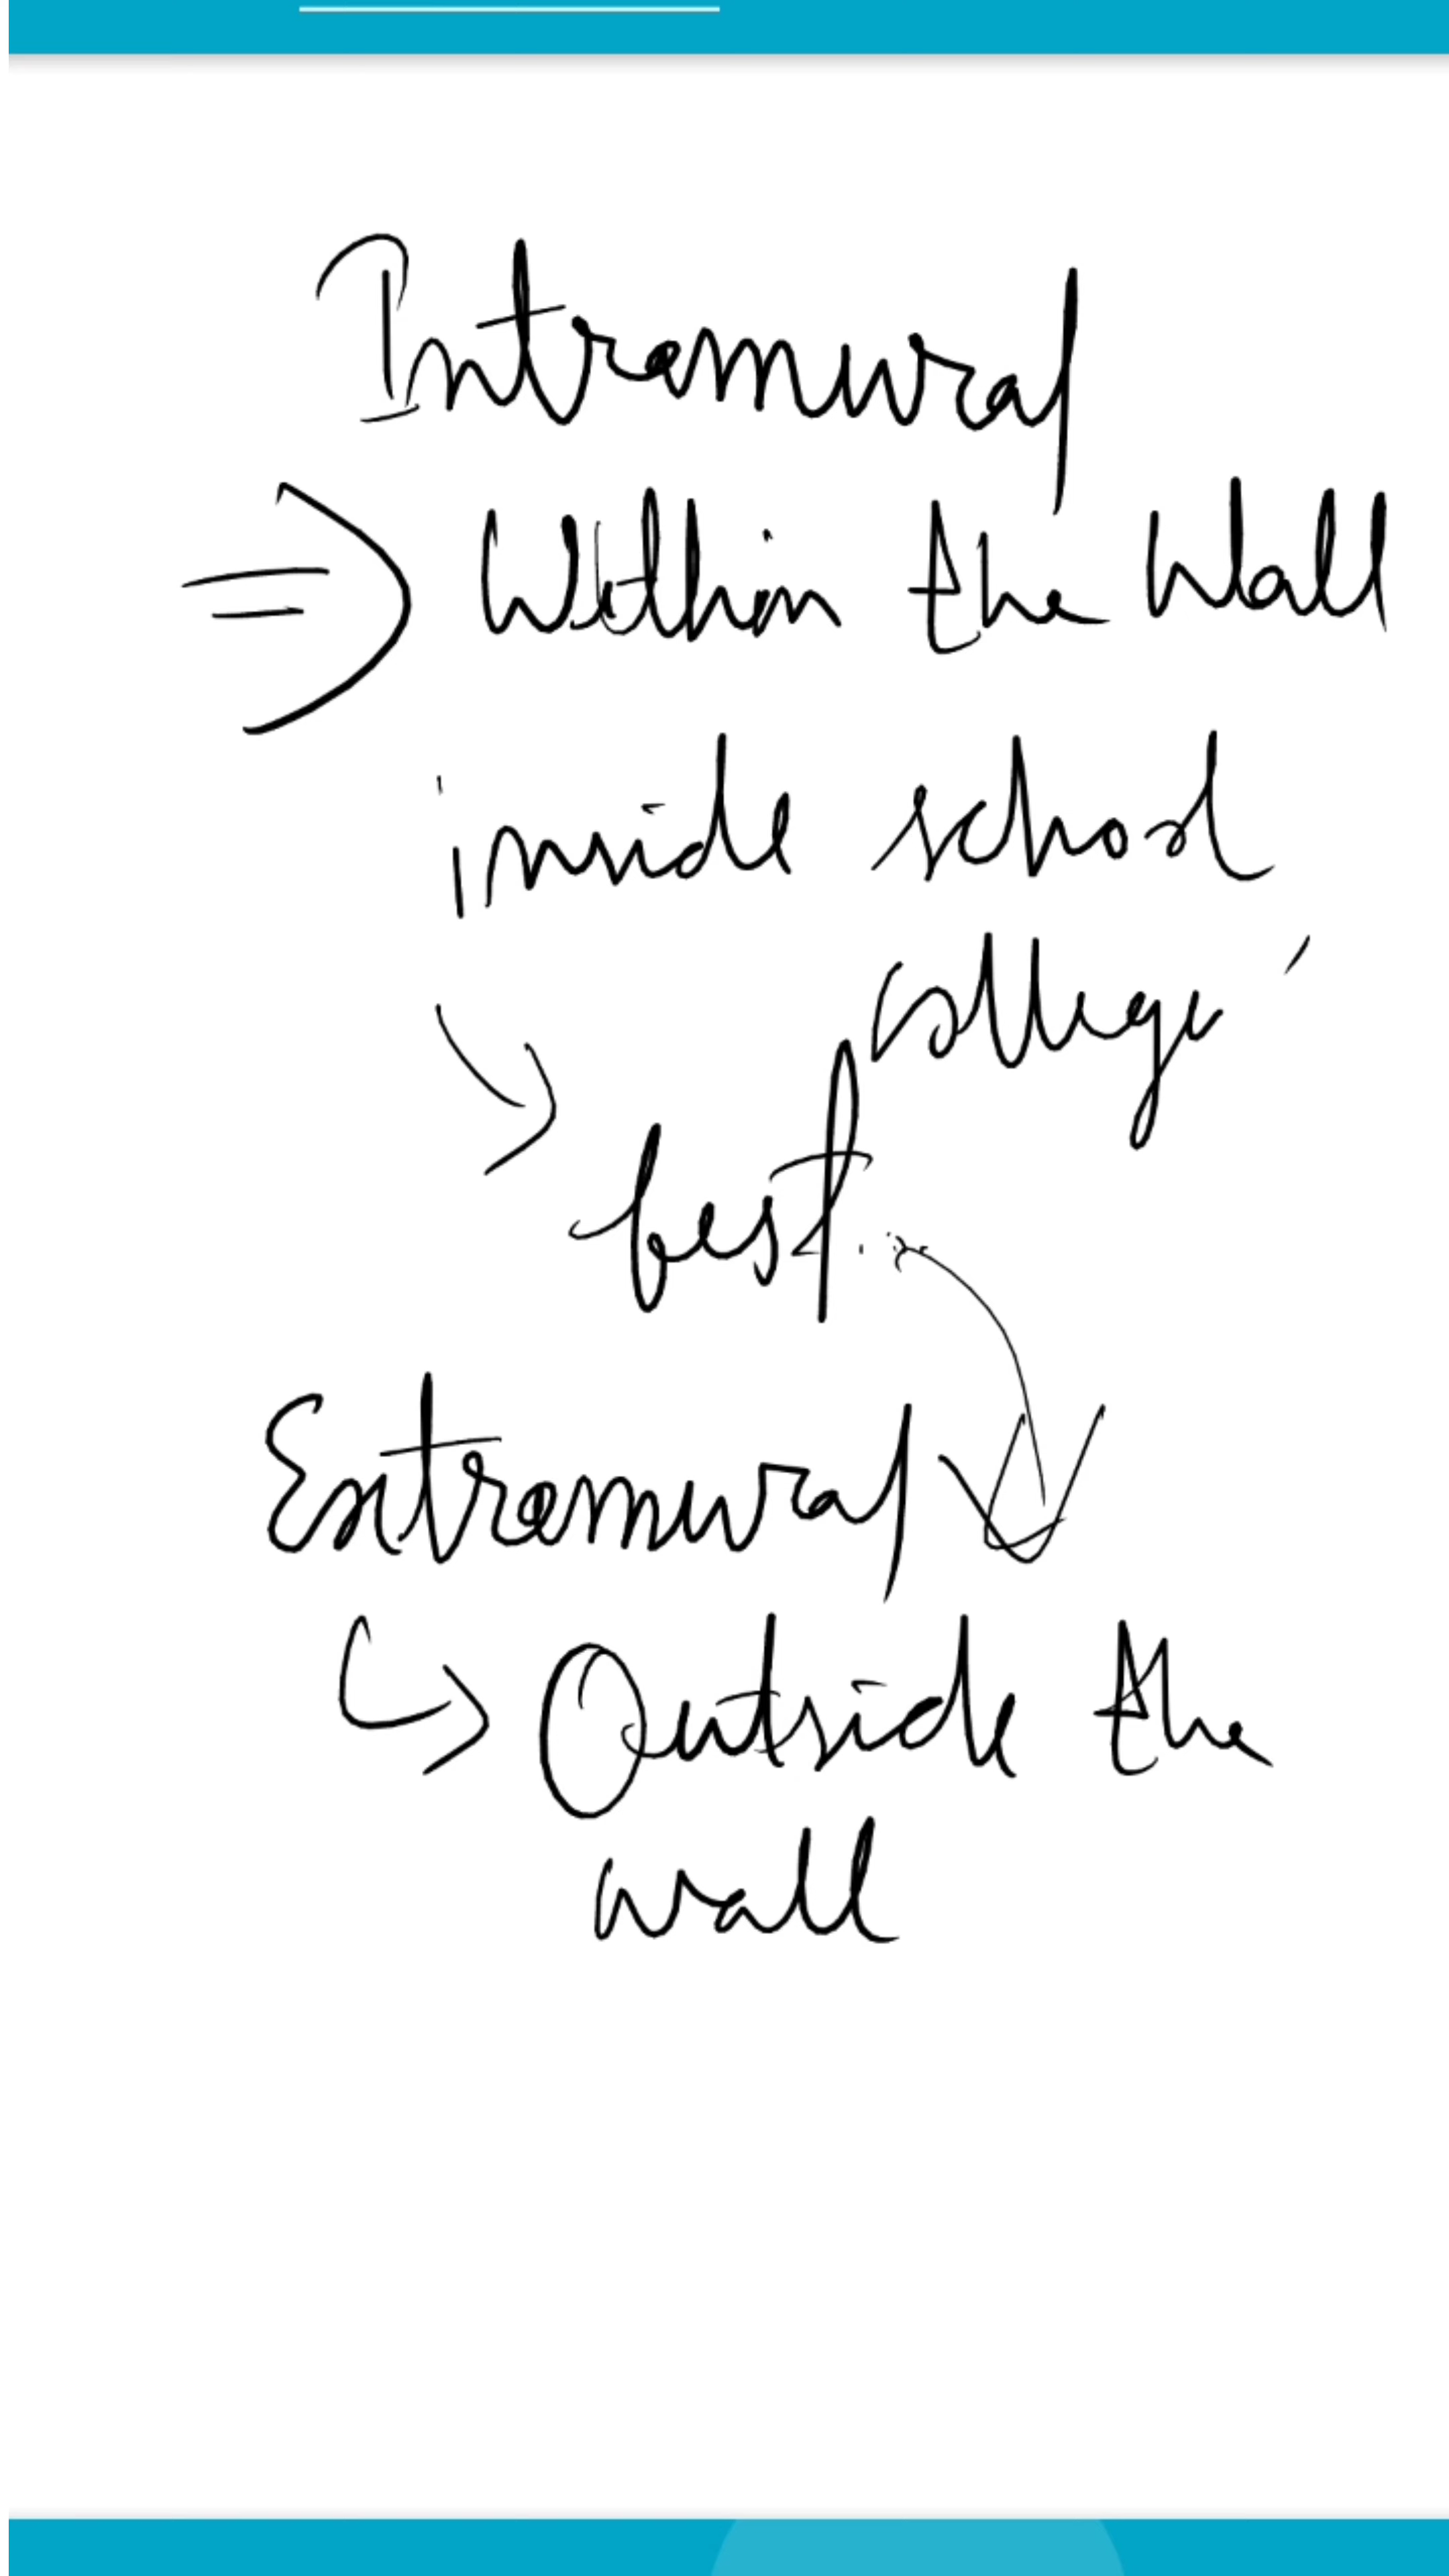 Intramural
⇒ Within the Wall
inside school
college
↘ best
Extramural
↳ Outside the
wall